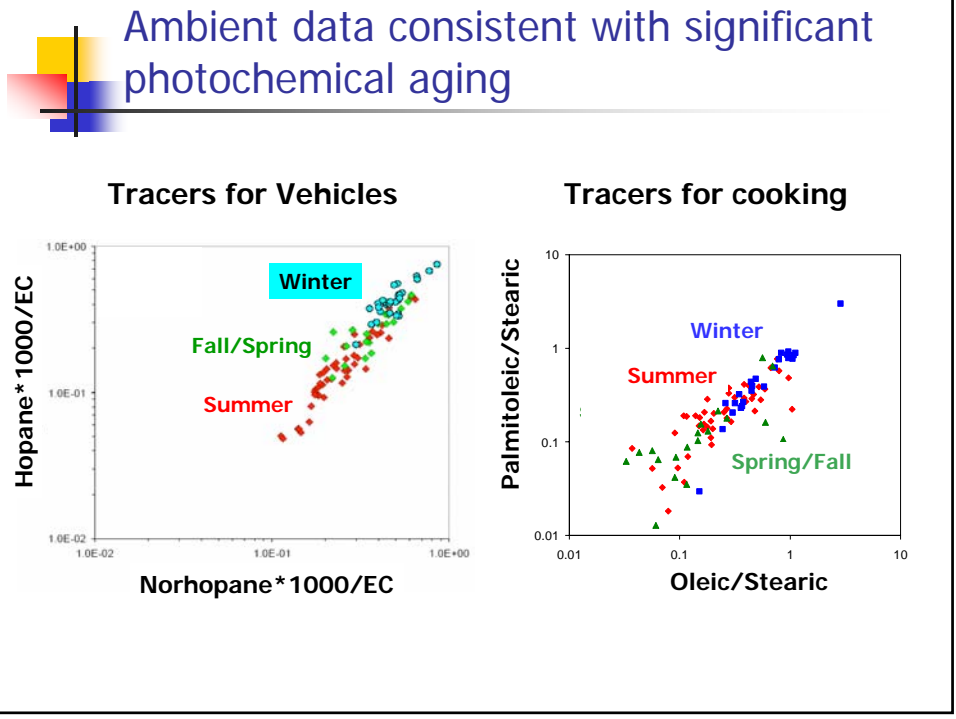 Ambient data consistent with significant
photochemical aging
Tracers for Vehicles
Tracers for cooking
Hopane*1000/EC
1.0E+00
1.0E-01
1.0E-02
Winter
Fall/Spring
Summer
1.0E-02
1.0E-01
1.0E+00
Norhopane*1000/EC
Palmitoleic/Stearic
10
1
0.1
0.01
Winter
Summer
Spring/Fall
0.01
0.1
1
10
Oleic/Stearic